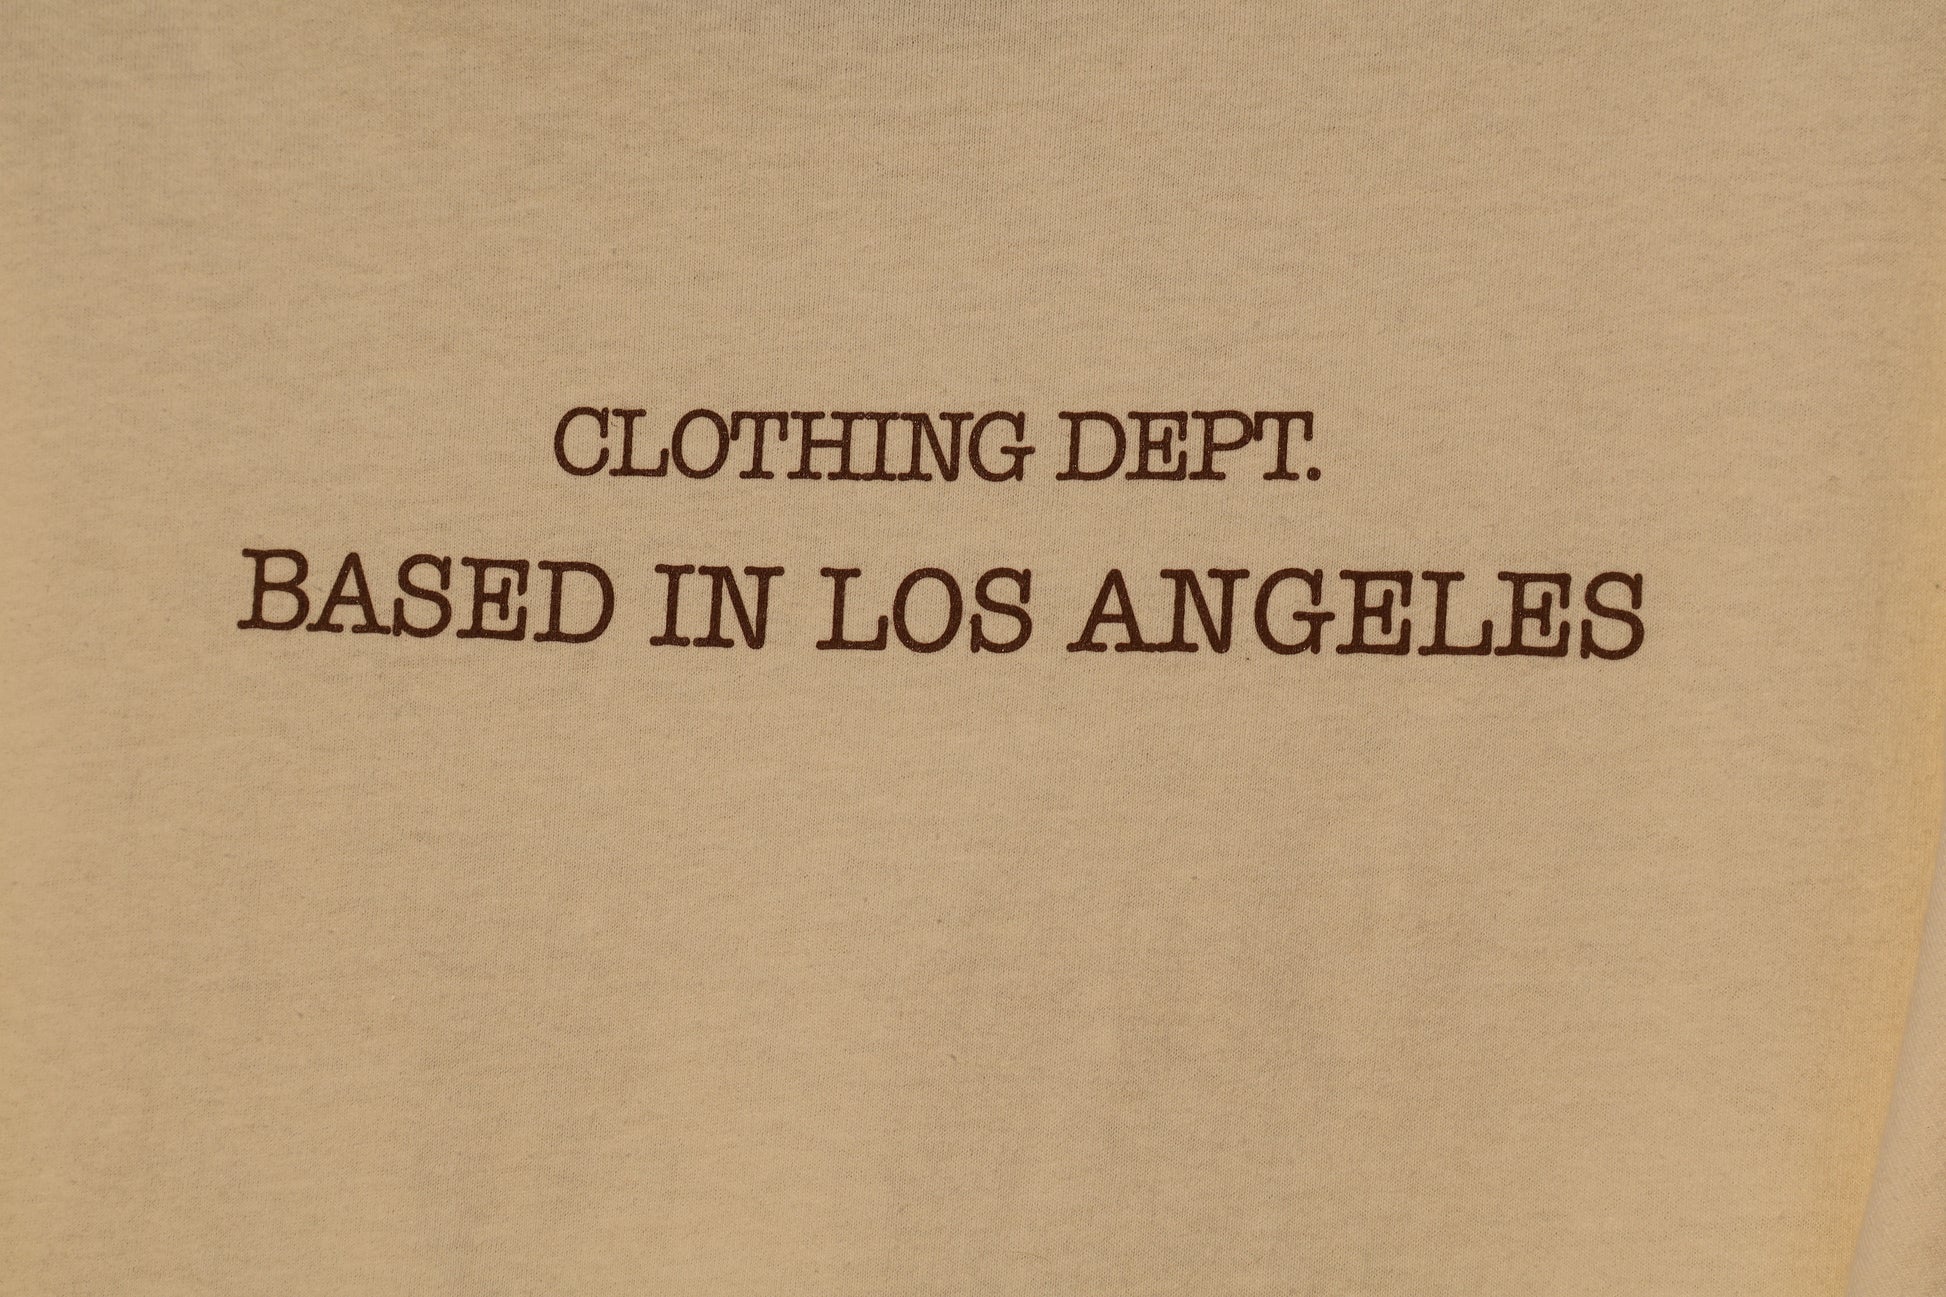 CLOTHING DEPT.
BASED IN LOS ANGELES